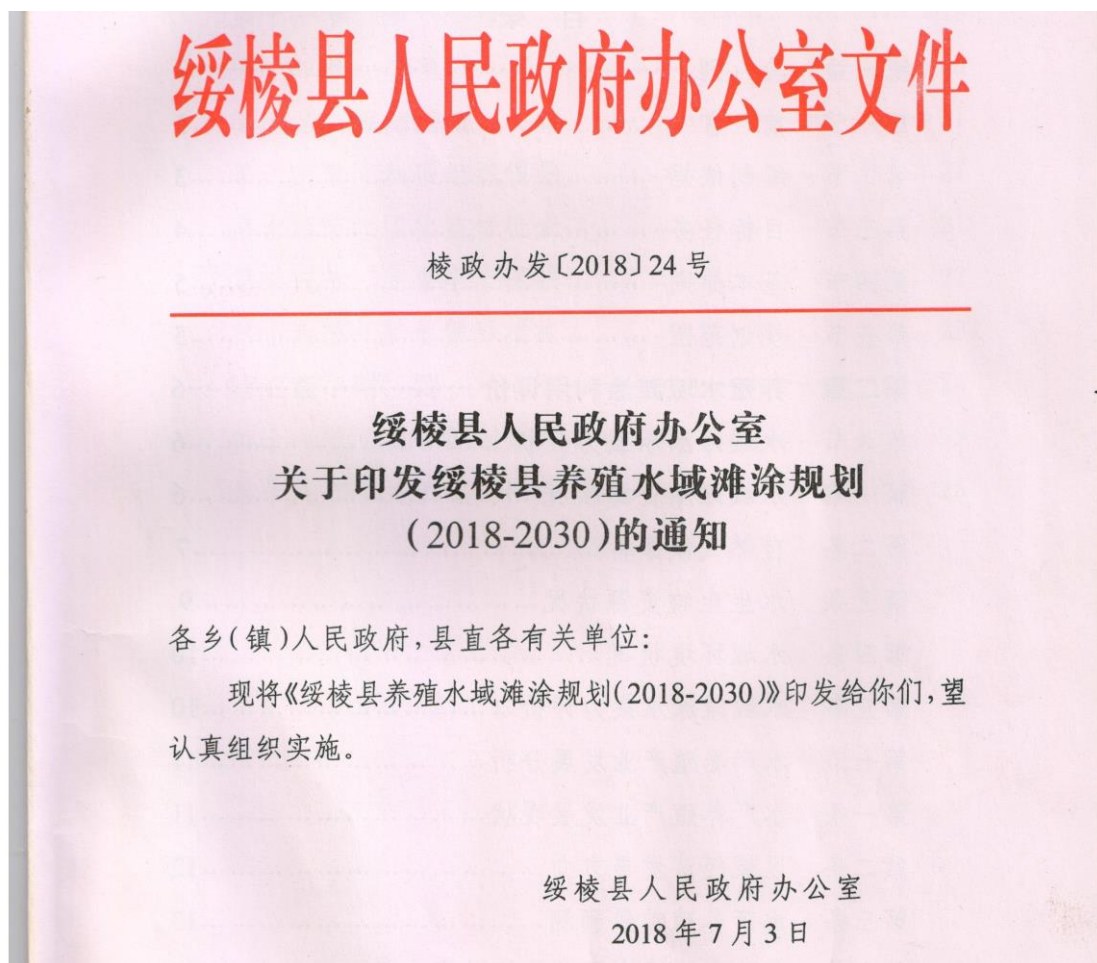 绥棱县人民政府办公室文件
棱政办发〔2018〕24号
绥棱县人民政府办公室
关于印发绥棱县养殖水域滩涂规划
(2018-2030)的通知
各乡(镇)人民政府,县直各有关单位:
现将《绥棱县养殖水域滩涂规划(2018-2030)》印发给你们,望
认真组织实施。
绥棱县人民政府办公室
2018年7月3日